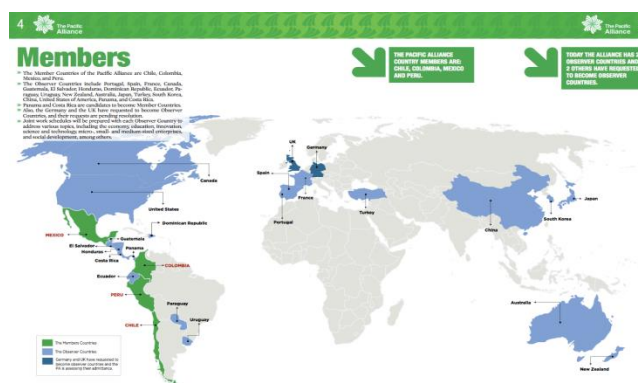 4
The Pacific
Alliance
The Pacific
Alliance
Members
THE PACIFIC ALLIANCE
COUNTRY MEMBERS ARE:
CHILE, COLOMBIA, MEXICO
AND PERU.
TODAY THE ALLIANCE HAS
OBSERVER COUNTRIES AND
2 OTHERS HAVE REQUESTED
TO BECOME OBSERVER
COUNTRIES.
The Member Countries of the Pacific Alliance are Chile, Colombia,
Mexico, and Peru.
The Observer Countries include Portugal, Spain, France, Canada,
Guatemala, El Salvador, Honduras, Dominican Republic, Ecuador, Pa-
raguay, Uruguay, New Zealand, Australia, Japan, Turkey, South Korea,
China, United States of America, Panama, and Costa Rica.
Panama and Costa Rica are candidates to become Member Countries.
Also, the Germany and the UK have requested to become Observer
Countries, and their requests are pending resolution.
Joint work schedules will be prepared with each Observer Country to
address various topics, including the economy education, innovation,
science and technology, micro-, small- and medium-sized enterprises,
and social development, among others.
UK
Germany
Spain
France
Portugal
Turkey
Canada
United States
Japan
South Korea
China
Dominican Republic
MEXICO
Guatemala
El Salvador
Honduras
Panama
Costa Rica
COLOMBIA
Ecuador
PERU
Paraguay
Uruguay
CHILE
Australia
New Zealand
The Members Countries
The Observer Countries
Germany and UK have requested to
become observer countries and the
PA is assessing their admittance.